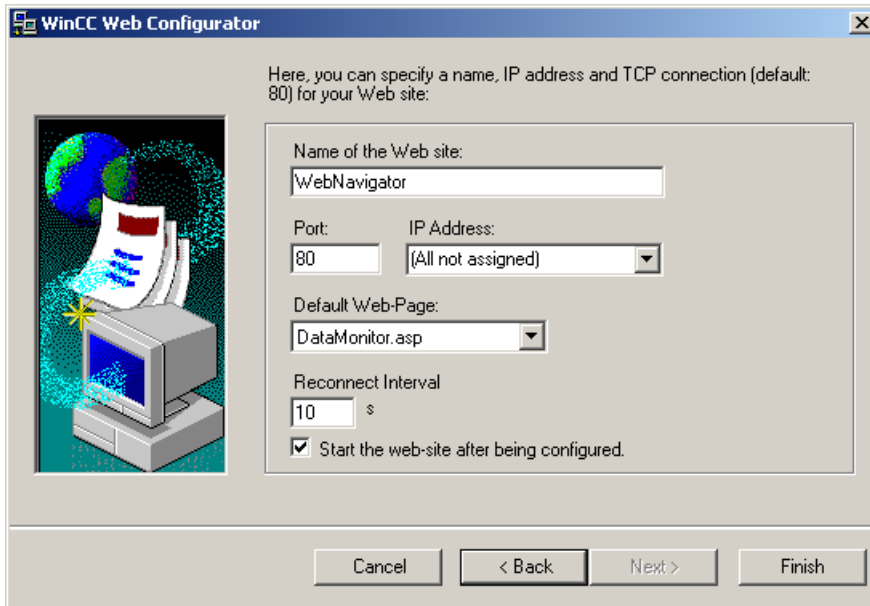 WinCC Web Configurator
Here, you can specify a name, IP address and TCP connection (default:
80) for your Web site:
Name of the Web site:
WebNavigator
Port: IP Address:
80 (All not assigned)
Default Web-Page:
DataMonitor.asp
Reconnect Interval
10 s
Start the web-site after being configured.
Cancel < Back Next > Finish